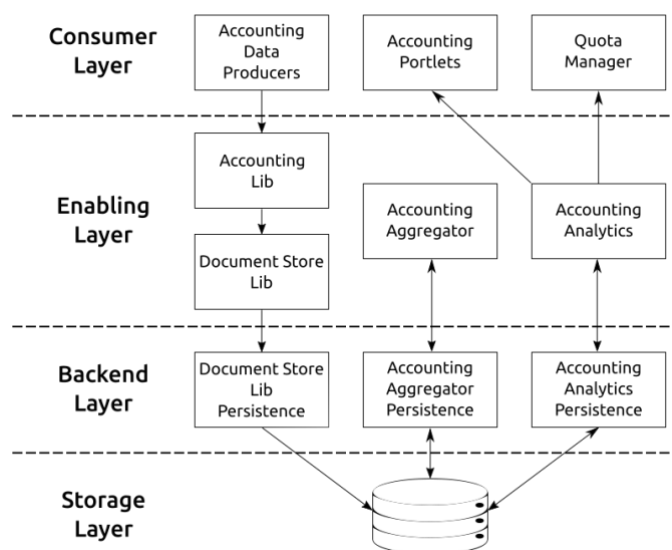 Consumer
Layer
Accounting
Data
Producers
Accounting
Portlets
Quota
Manager
Enabling
Layer
Accounting
Lib
Document Store
Lib
Accounting
Aggregator
Accounting
Analytics
Backend
Layer
Document Store
Lib
Persistence
Accounting
Aggregator
Persistence
Accounting
Analytics
Persistence
Storage
Layer